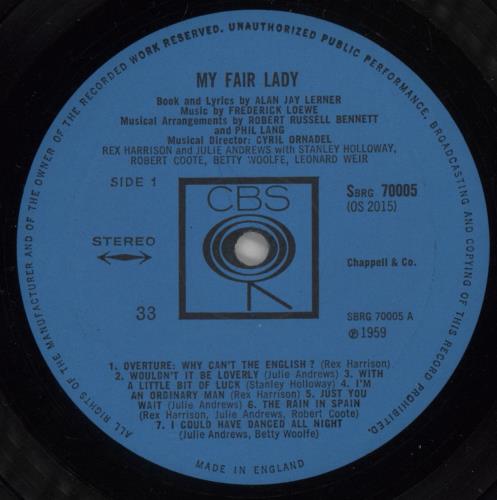 ALL RIGHTS OF THE MANUFACTURER AND OF THE OWNER OF THE RECORDED WORK RESERVED. UNAUTHORIZED PUBLIC PERFORMANCE, BROADCASTING AND COPYING OF THIS RECORD PROHIBITED.
MY FAIR LADY
Book and Lyrics by ALAN JAY LERNER
Music by FREDERICK LOEWE
Musical Arrangements by ROBERT RUSSELL BENNETT
and PHIL LANG
Musical Director: CYRIL ORNADEL
REX HARRISON and JULIE ANDREWS with STANLEY HOLLOWAY,
ROBERT COOTE, BETTY WOOLFE, LEONARD WEIR
SIDE 1
CBS
SBRG 70005
(OS 2015)
STEREO
Chappell & Co.
33
SBRG 70005 A
℗ 1959
1. OVERTURE: WHY CAN'T THE ENGLISH? (Rex Harrison)
2. WOULDN'T IT BE LOVERLY (Julie Andrews) 3. WITH
A LITTLE BIT OF LUCK (Stanley Holloway) 4. I'M
AN ORDINARY MAN (Rex Harrison) 5. JUST YOU
WAIT (Julie Andrews) 6. THE RAIN IN SPAIN
(Rex Harrison, Julie Andrews, Robert Coote)
7. I COULD HAVE DANCED ALL NIGHT
(Julie Andrews, Betty Woolfe)
MADE IN ENGLAND